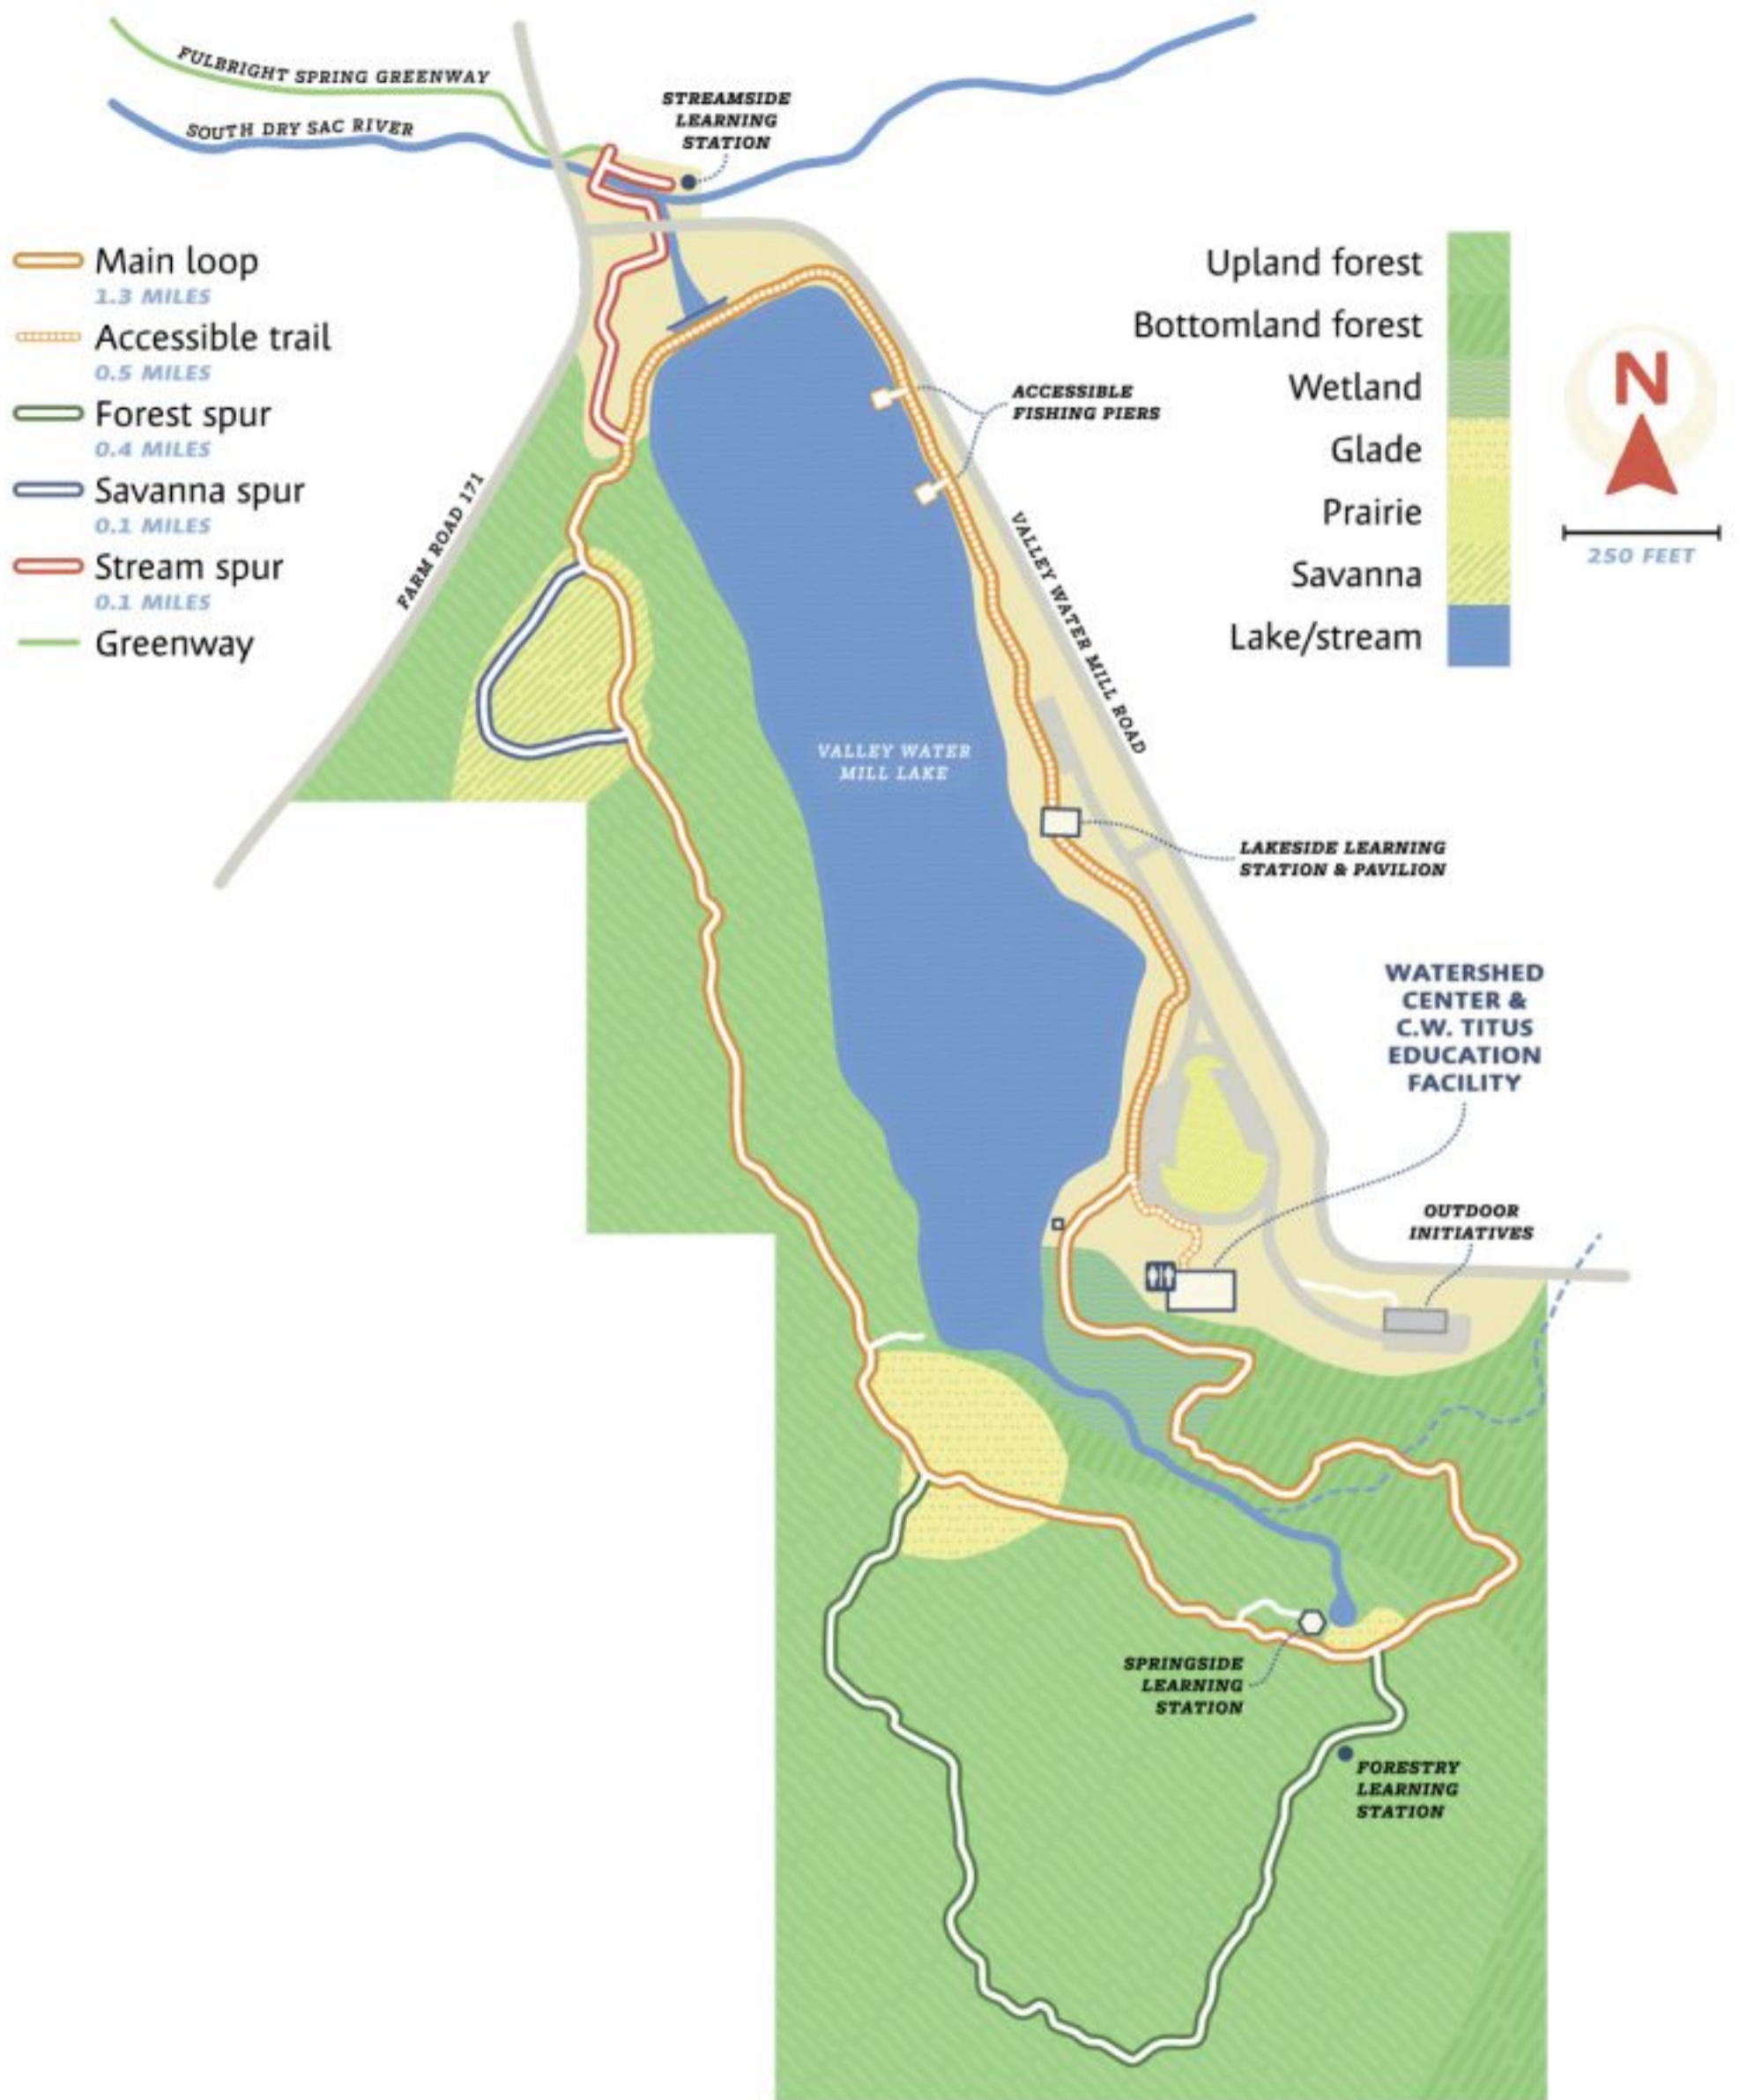 FULBRIGHT SPRING GREENWAY
SOUTH DRY SAC RIVER
STREAMSIDE
LEARNING
STATION
Main loop
1.3 MILES
Accessible trail
0.5 MILES
Forest spur
0.4 MILES
Savanna spur
0.1 MILES
Stream spur
0.1 MILES
Greenway
Upland forest
Bottomland forest
Wetland
Glade
Prairie
Savanna
Lake/stream
N
250 FEET
ACCESSIBLE
FISHING PIERS
FARM ROAD 171
VALLEY WATER MILL ROAD
VALLEY WATER
MILL LAKE
LAKESIDE LEARNING
STATION & PAVILION
WATERSHED
CENTER &
C.W. TITUS
EDUCATION
FACILITY
OUTDOOR
INITIATIVES
SPRINGSIDE
LEARNING
STATION
FORESTRY
LEARNING
STATION